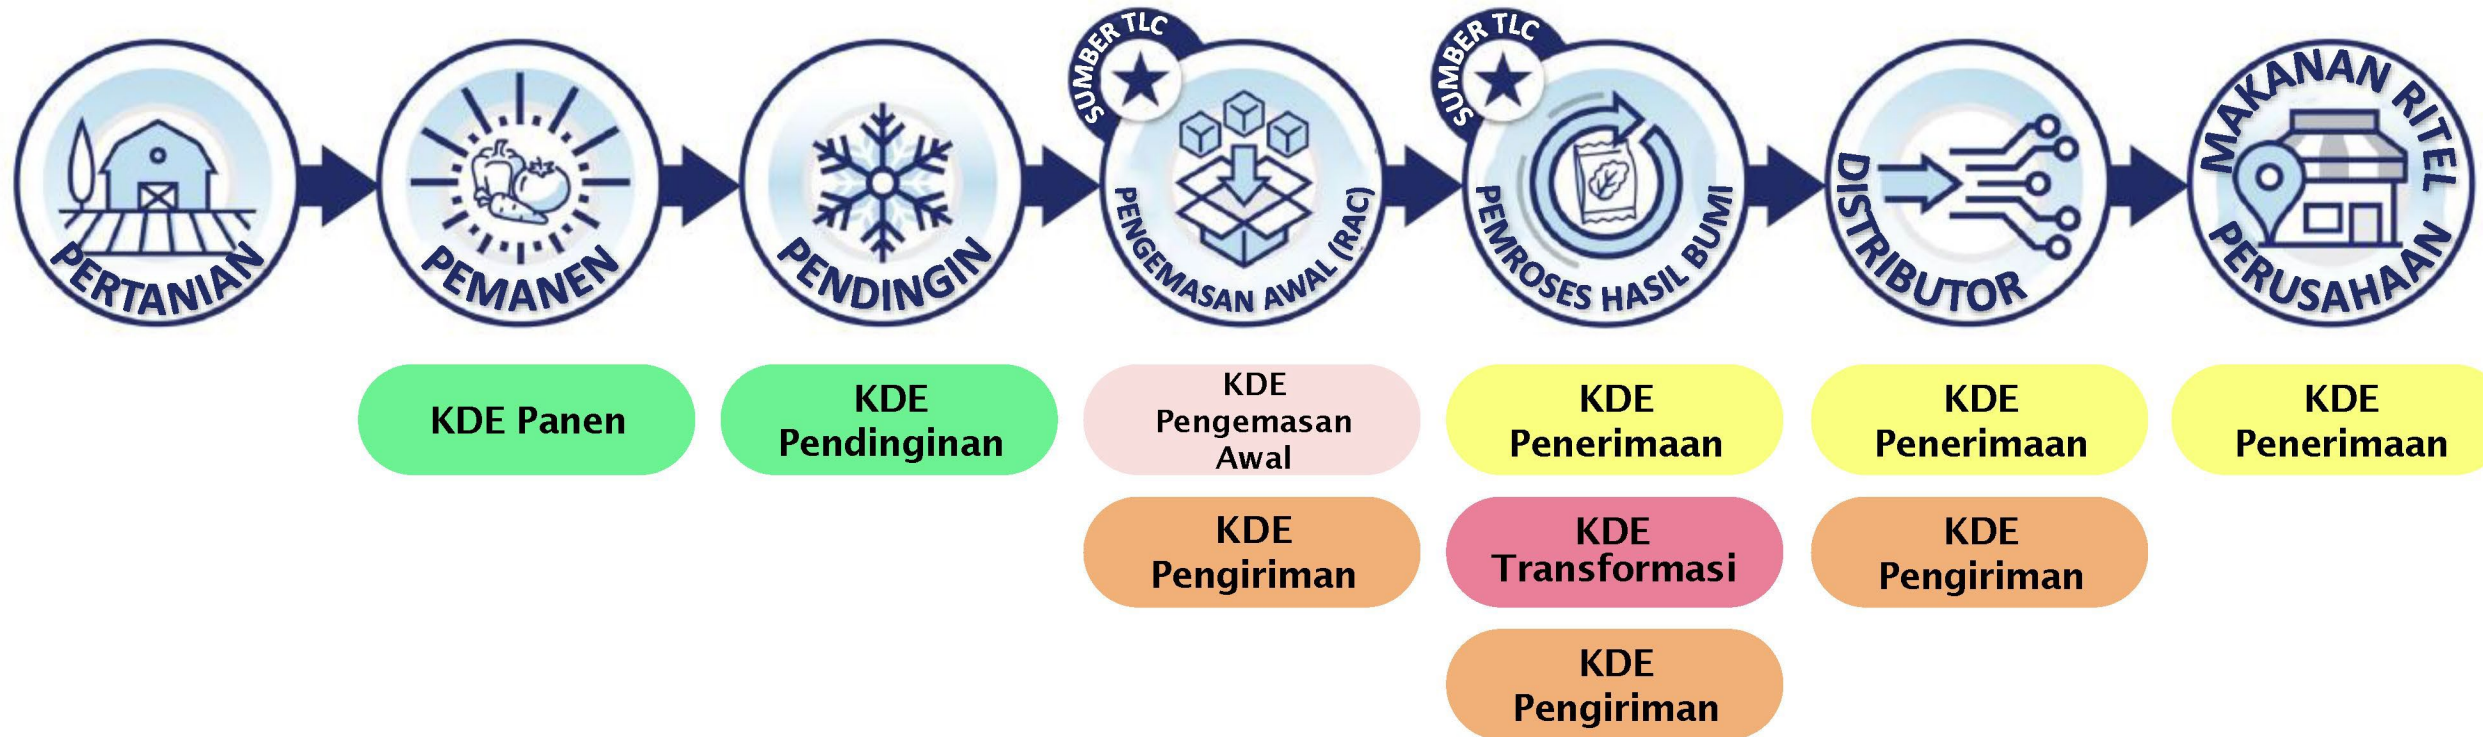 PERTANIAN
PEMANEN
PENDINGIN
SUMBER TLC
PENGEMASAN AWAL (RAC)
SUMBER TLC
PEMROSES HASIL BUMI
DISTRIBUTOR
MAKANAN RITEL
PERUSAHAAN
KDE Panen
KDE
Pendinginan
KDE
Pengemasan
Awal
KDE
Penerimaan
KDE
Penerimaan
KDE
Penerimaan
KDE
Pengiriman
KDE
Transformasi
KDE
Pengiriman
KDE
Pengiriman